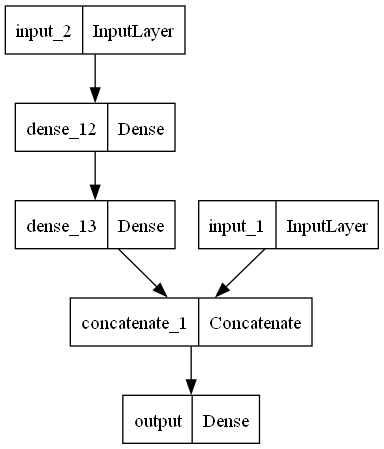 input_2 InputLayer
dense_12 Dense
dense_13 Dense
input_1 InputLayer
concatenate_1 Concatenate
output Dense